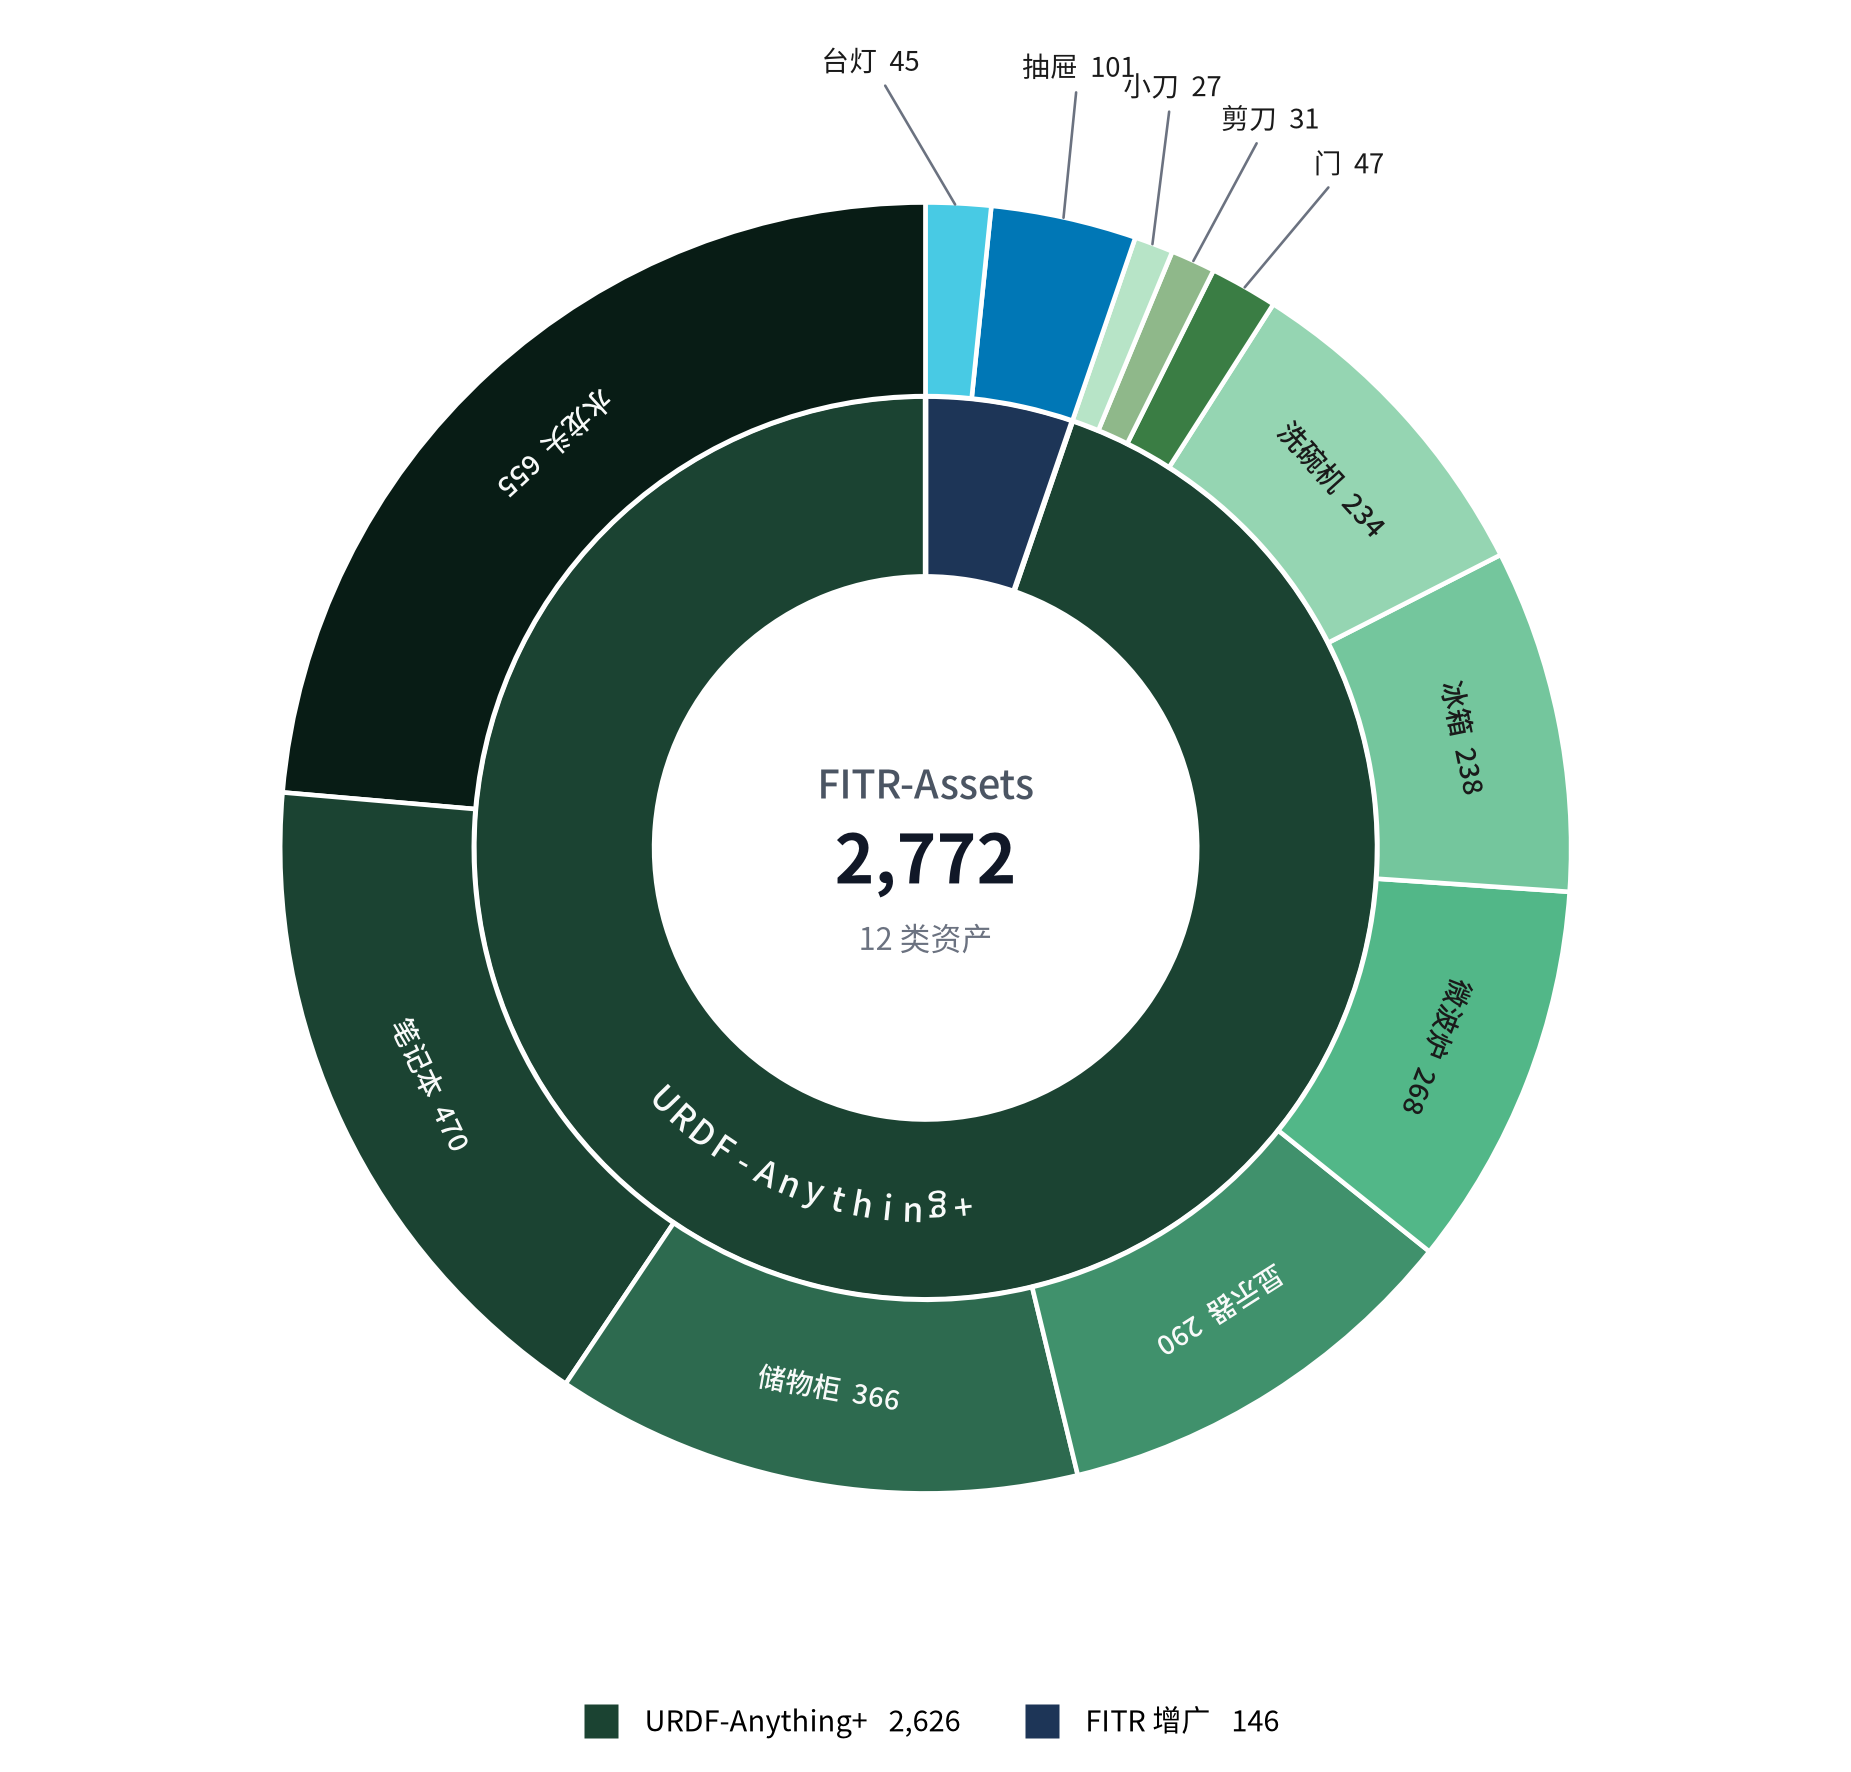 台灯 45
抽屉 101
小刀 27
剪刀 31
门 47
洗碗机 234
冰箱 238
微波炉 268
显示器 290
储物柜 366
笔记本 470
水龙头 655
FITR-Assets
2,772
12 类资产
URDF-Anything+
URDF-Anything+ 2,626
FITR 增广 146